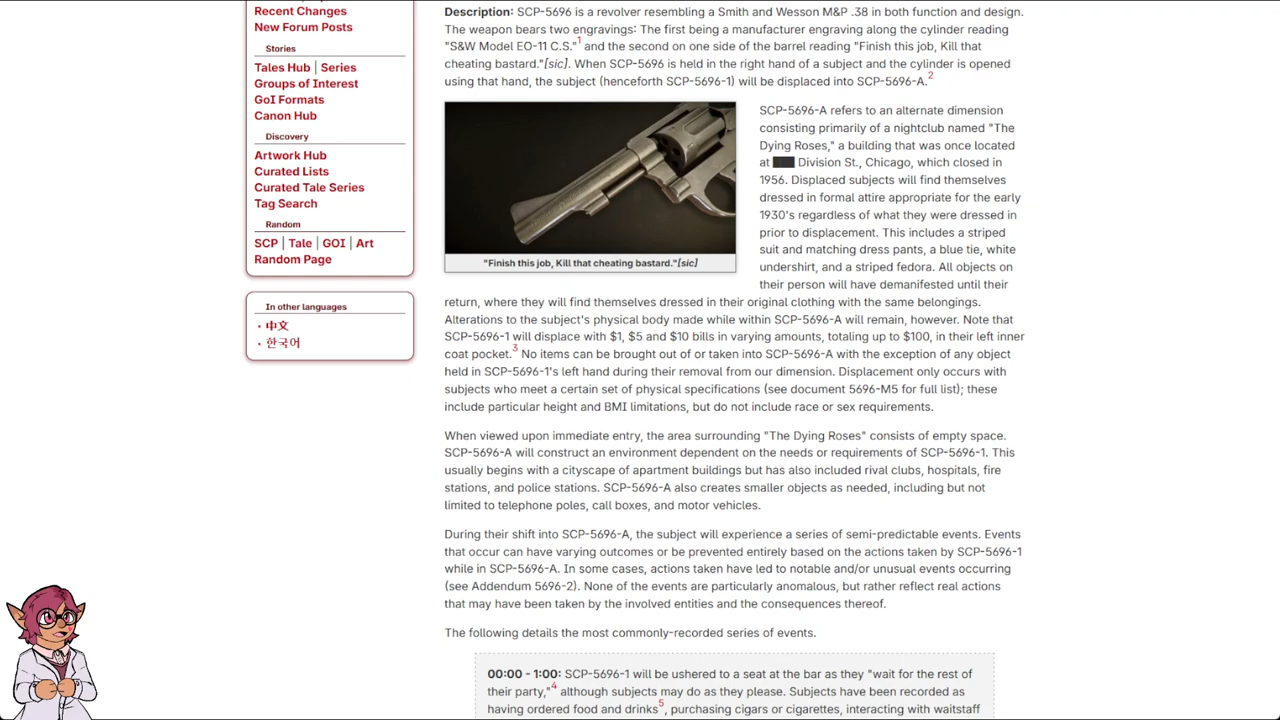 Recent Changes
New Forum Posts
Stories
Tales Hub | Series
Groups of Interest
GoI Formats
Canon Hub
Discovery
Artwork Hub
Curated Lists
Curated Tale Series
Tag Search
Random
SCP | Tale | GOI | Art
Random Page
In other languages
• 中文
• 한국어
Description: SCP-5696 is a revolver resembling a Smith and Wesson M&P .38 in both function and design.
The weapon bears two engravings: The first being a manufacturer engraving along the cylinder reading
"S&W Model EO-11 C.S."1 and the second on one side of the barrel reading "Finish this job, Kill that
cheating bastard."[sic]. When SCP-5696 is held in the right hand of a subject and the cylinder is opened
using that hand, the subject (henceforth SCP-5696-1) will be displaced into SCP-5696-A.2
"Finish this job, Kill that cheating bastard."[sic]
SCP-5696-A refers to an alternate dimension
consisting primarily of a nightclub named "The
Dying Roses," a building that was once located
at ███ Division St., Chicago, which closed in
1956. Displaced subjects will find themselves
dressed in formal attire appropriate for the early
1930's regardless of what they were dressed in
prior to displacement. This includes a striped
suit and matching dress pants, a blue tie, white
undershirt, and a striped fedora. All objects on
their person will have demanifested until their
return, where they will find themselves dressed in their original clothing with the same belongings.
Alterations to the subject's physical body made while within SCP-5696-A will remain, however. Note that
SCP-5696-1 will displace with $1, $5 and $10 bills in varying amounts, totaling up to $100, in their left inner
coat pocket.3 No items can be brought out of or taken into SCP-5696-A with the exception of any object
held in SCP-5696-1's left hand during their removal from our dimension. Displacement only occurs with
subjects who meet a certain set of physical specifications (see document 5696-M5 for full list); these
include particular height and BMI limitations, but do not include race or sex requirements.
When viewed upon immediate entry, the area surrounding "The Dying Roses" consists of empty space.
SCP-5696-A will construct an environment dependent on the needs or requirements of SCP-5696-1. This
usually begins with a cityscape of apartment buildings but has also included rival clubs, hospitals, fire
stations, and police stations. SCP-5696-A also creates smaller objects as needed, including but not
limited to telephone poles, call boxes, and motor vehicles.
During their shift into SCP-5696-A, the subject will experience a series of semi-predictable events. Events
that occur can have varying outcomes or be prevented entirely based on the actions taken by SCP-5696-1
while in SCP-5696-A. In some cases, actions taken have led to notable and/or unusual events occurring
(see Addendum 5696-2). None of the events are particularly anomalous, but rather reflect real actions
that may have been taken by the involved entities and the consequences thereof.
The following details the most commonly-recorded series of events.
00:00 - 1:00: SCP-5696-1 will be ushered to a seat at the bar as they "wait for the rest of
their party,"4 although subjects may do as they please. Subjects have been recorded as
having ordered food and drinks5, purchasing cigars or cigarettes, interacting with waitstaff